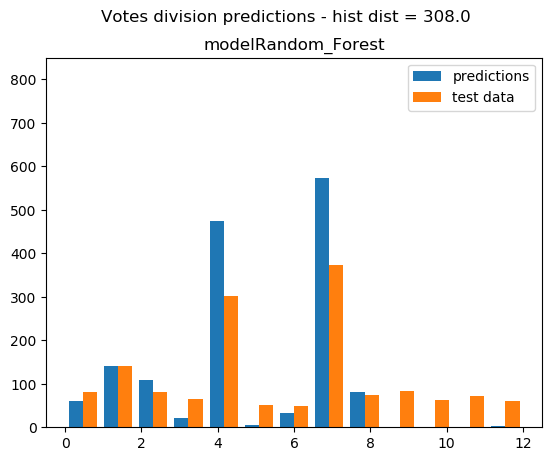 Votes division predictions - hist dist = 308.0
modelRandom_Forest
predictions
test data
800
700
600
500
400
300
200
100
0
0 2 4 6 8 10 12